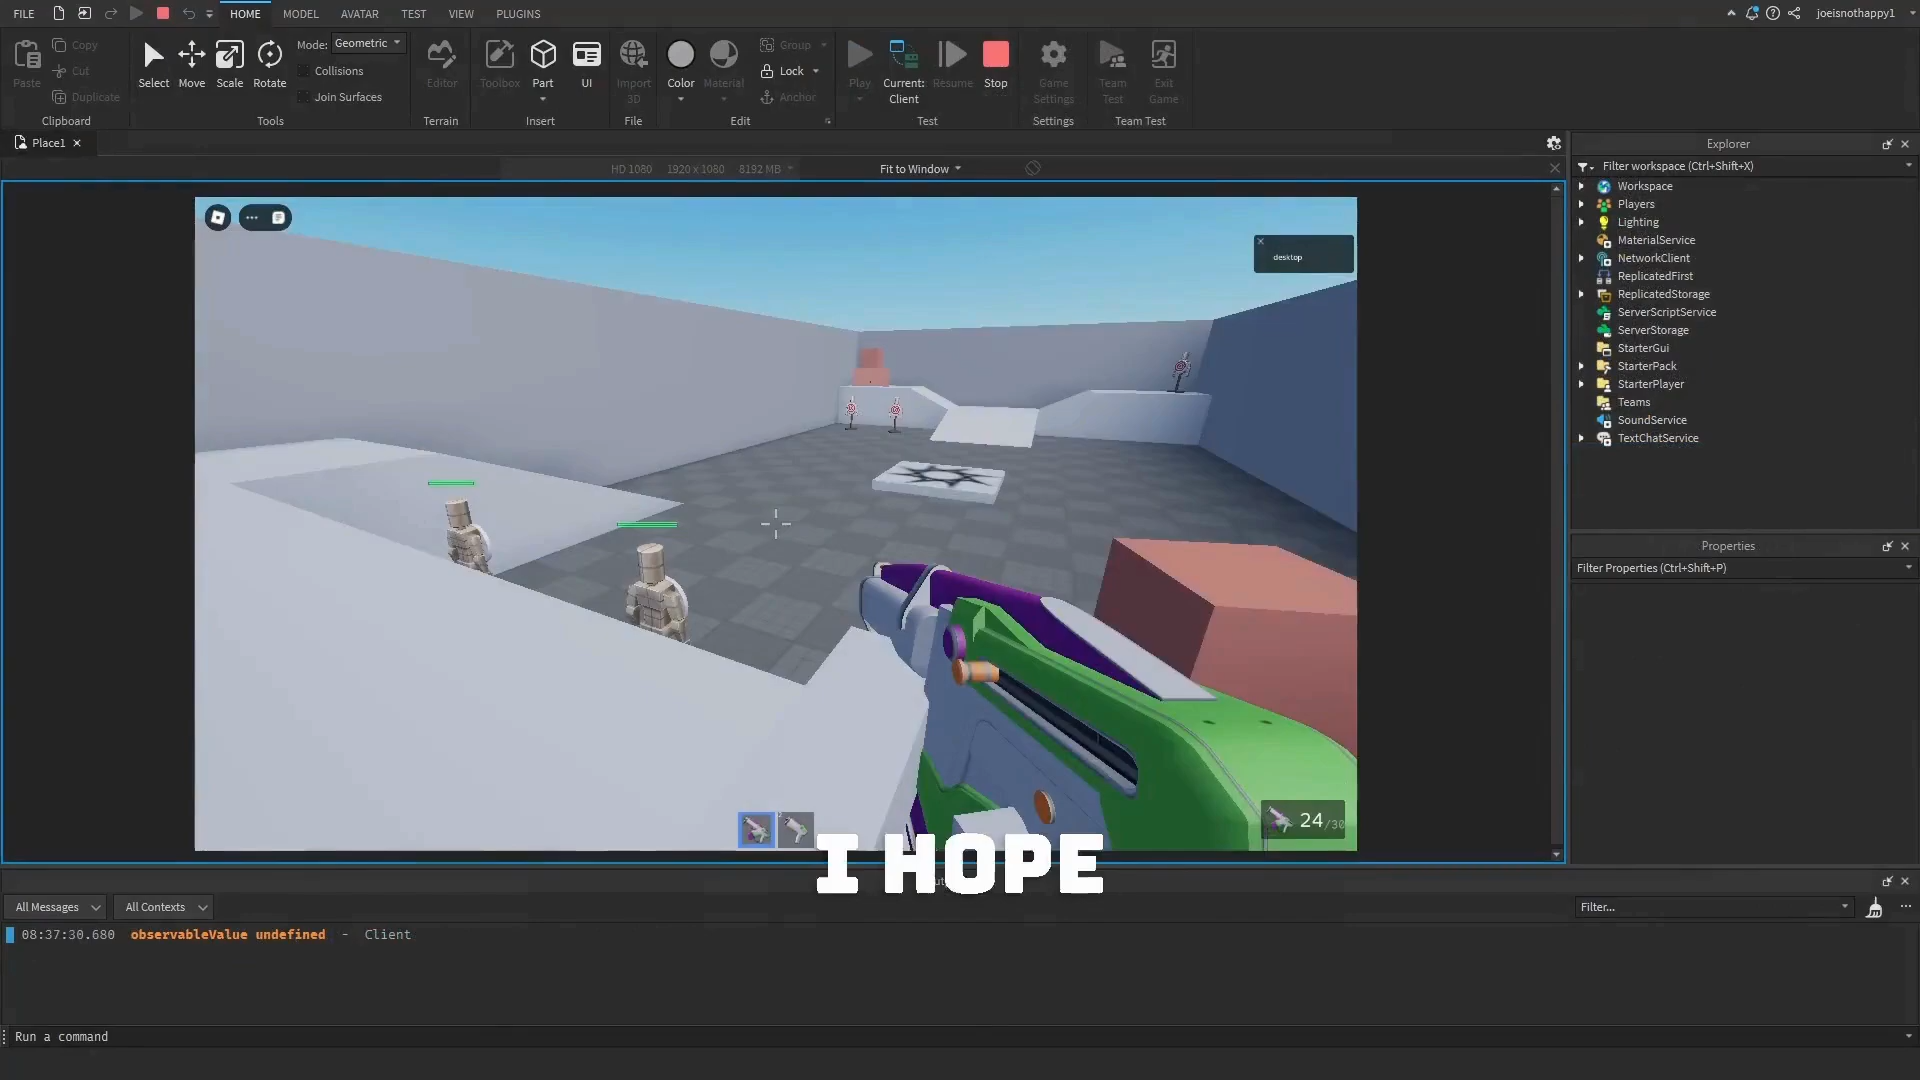 FILE HOME MODEL AVATAR TEST VIEW PLUGINS joeisnothappy1
Paste Copy Cut Duplicate
Clipboard
Select Move Scale Rotate
Mode: Geometric
Collisions
Join Surfaces
Tools
Editor
Terrain
Toolbox Part UI
Insert
Import 3D
File
Color Material Group Lock Anchor
Edit
Play Current: Client Resume Stop
Test
Game Settings
Settings
Team Test Exit Game
Team Test
Place1
HD 1080 1920 x 1080 8192 MB Fit to Window
desktop
24/30
I HOPE
Explorer
Filter workspace (Ctrl+Shift+X)
Workspace
Players
Lighting
MaterialService
NetworkClient
ReplicatedFirst
ReplicatedStorage
ServerScriptService
ServerStorage
StarterGui
StarterPack
StarterPlayer
Teams
SoundService
TextChatService
Properties
Filter Properties (Ctrl+Shift+P)
All Messages All Contexts Filter...
08:37:30.680 observableValue undefined - Client
Run a command